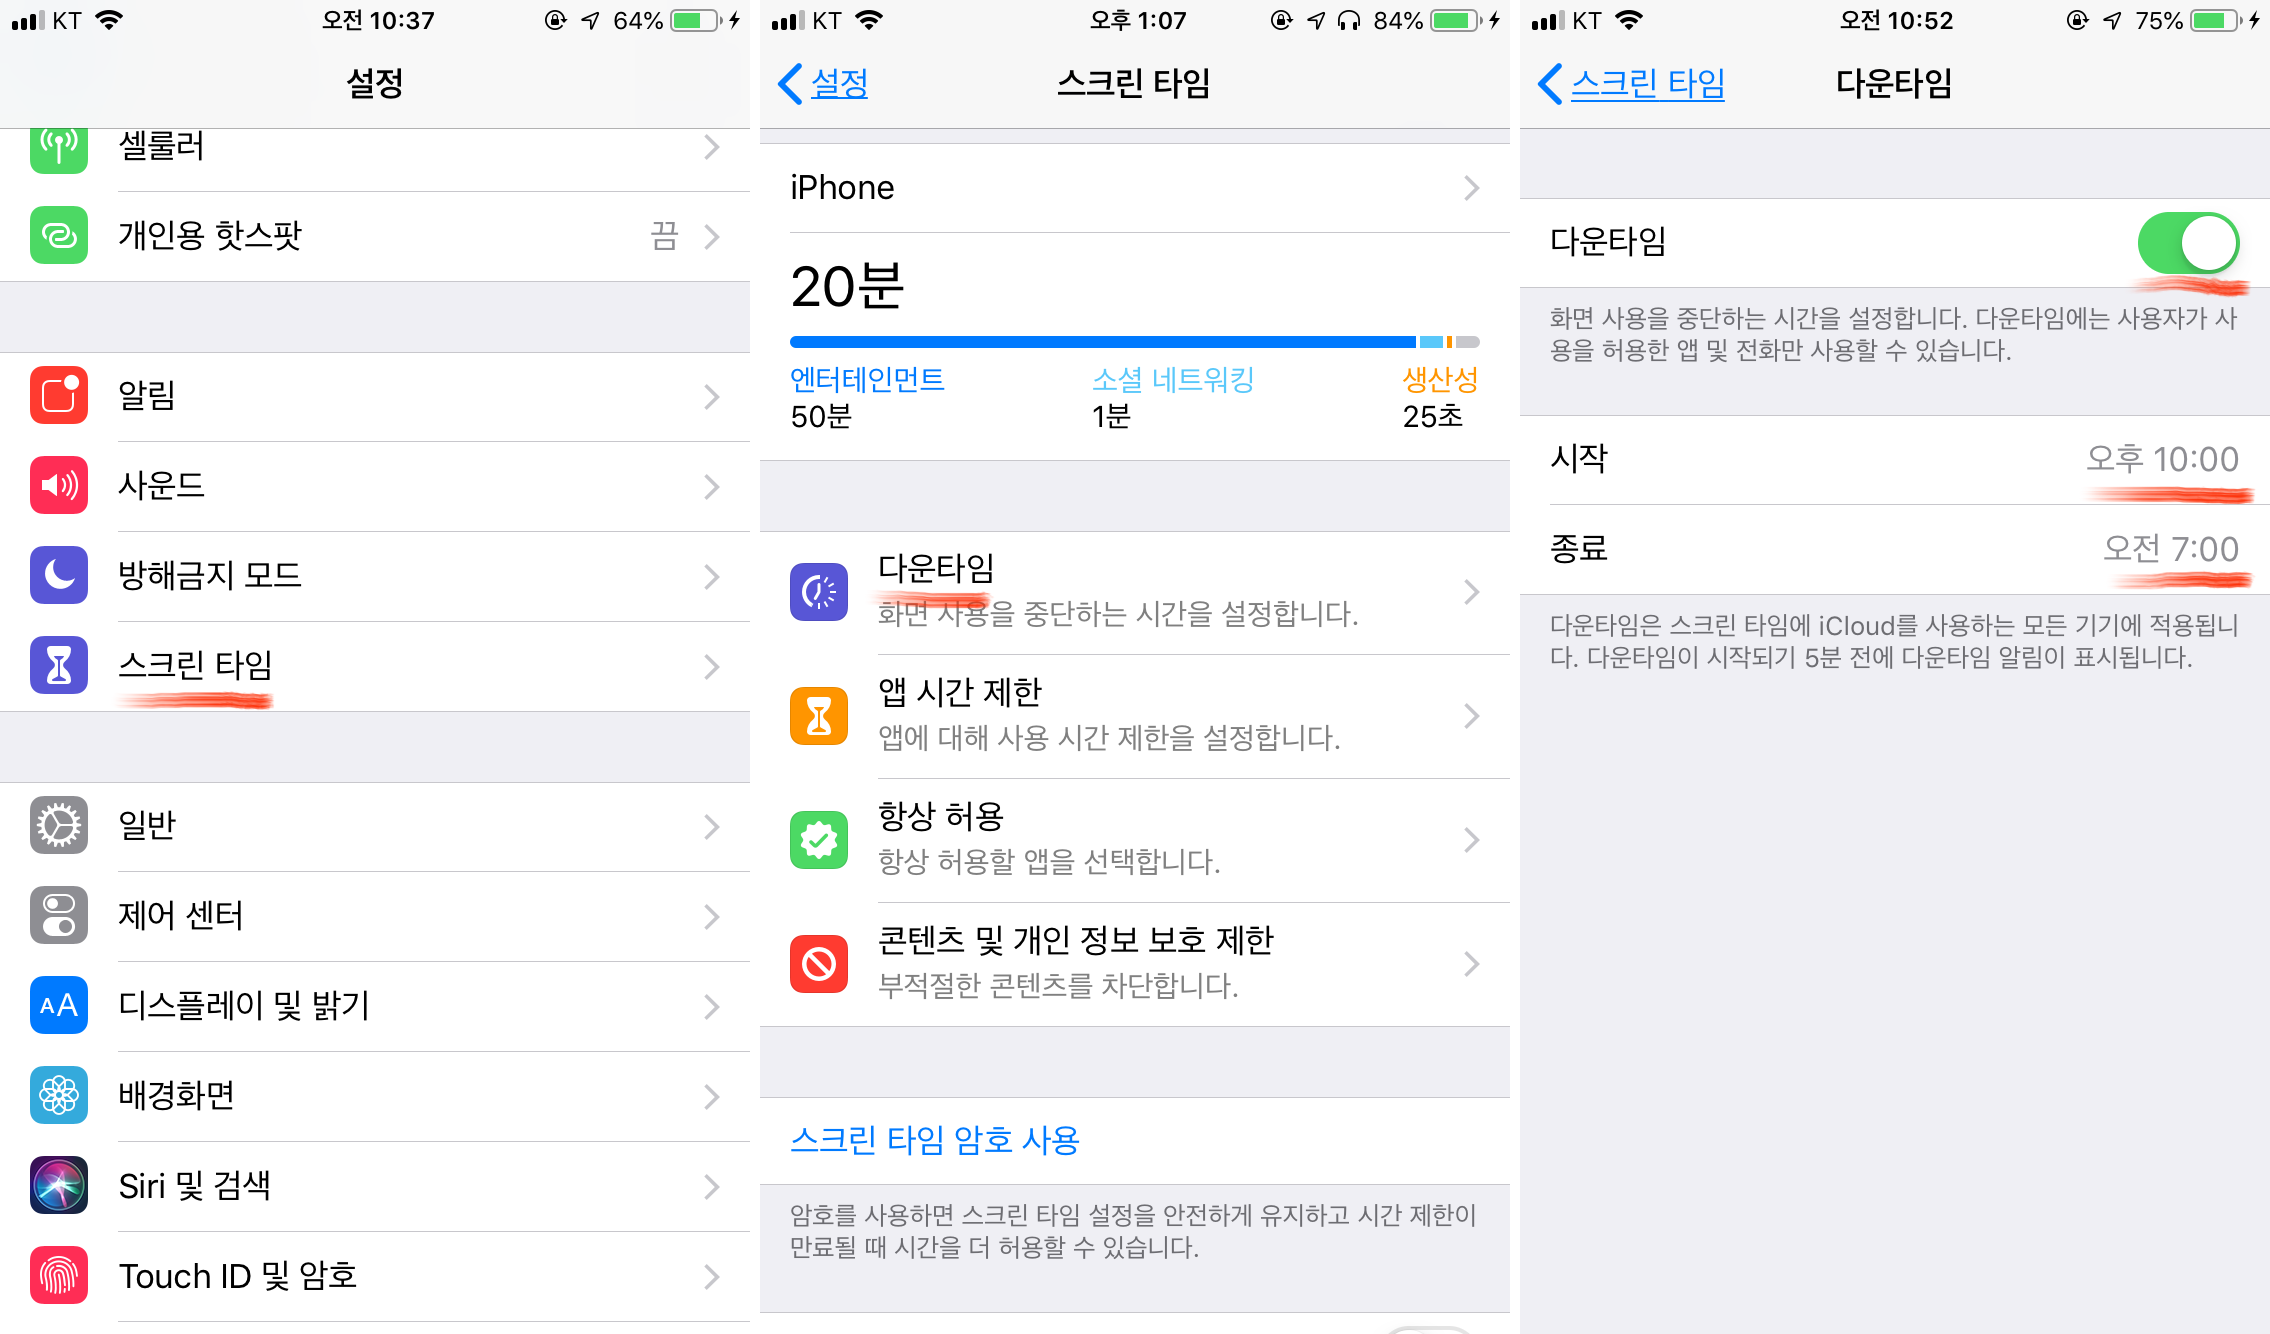 KT 오전 10:37 64%
설정
셀룰러
개인용 핫스팟 끔
알림
사운드
방해금지 모드
스크린 타임
일반
제어 센터
AA 디스플레이 및 밝기
배경화면
Siri 및 검색
Touch ID 및 암호
KT 오후 1:07 84%
설정 스크린 타임
iPhone
20분
엔터테인먼트 소셜 네트워킹 생산성
50분 1분 25초
다운타임
화면 사용을 중단하는 시간을 설정합니다.
앱 시간 제한
앱에 대해 사용 시간 제한을 설정합니다.
항상 허용
항상 허용할 앱을 선택합니다.
콘텐츠 및 개인 정보 보호 제한
부적절한 콘텐츠를 차단합니다.
스크린 타임 암호 사용
암호를 사용하면 스크린 타임 설정을 안전하게 유지하고 시간 제한이
만료될 때 시간을 더 허용할 수 있습니다.
KT 오전 10:52 75%
스크린 타임 다운타임
다운타임
화면 사용을 중단하는 시간을 설정합니다. 다운타임에는 사용자가 사
용을 허용한 앱 및 전화만 사용할 수 있습니다.
시작 오후 10:00
종료 오전 7:00
다운타임은 스크린 타임에 iCloud를 사용하는 모든 기기에 적용됩니
다. 다운타임이 시작되기 5분 전에 다운타임 알림이 표시됩니다.